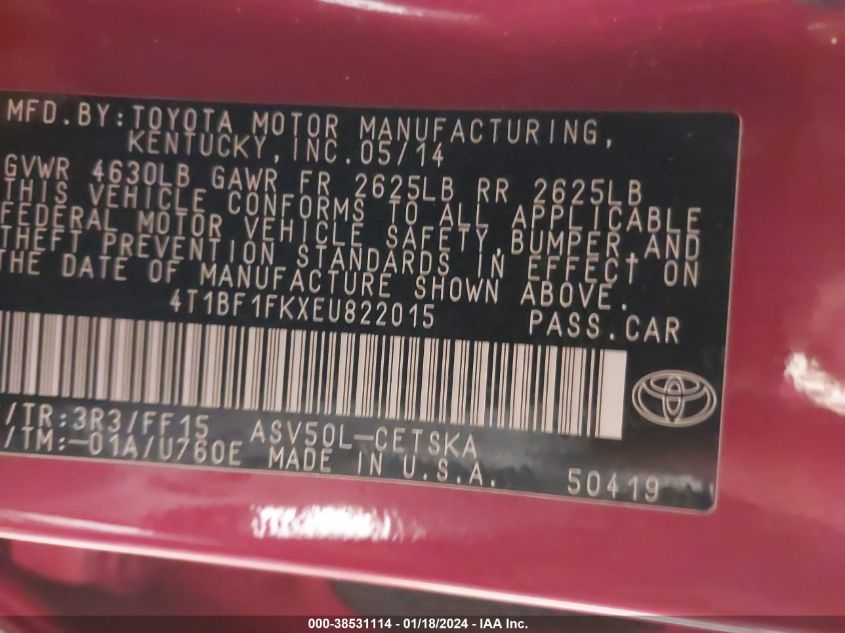 MFD.BY:TOYOTA MOTOR MANUFACTURING,
KENTUCKY,INC.05/14
GVWR 4630LB GAWR FR 2625LB RR 2625LB
THIS VEHICLE CONFORMS TO ALL APPLICABLE
FEDERAL MOTOR VEHICLE SAFETY,BUMPER,AND
THEFT PREVENTION STANDARDS IN EFFECT ON
THE DATE OF MANUFACTURE SHOWN ABOVE.
4T1BF1FKXEU822015 PASS.CAR
/TR:3R3/FF15 ASV50L-CETSKA
/TM:-01A/U760E MADE IN U.S.A. 50419
000-38531114 - 01/18/2024 - IAA Inc.